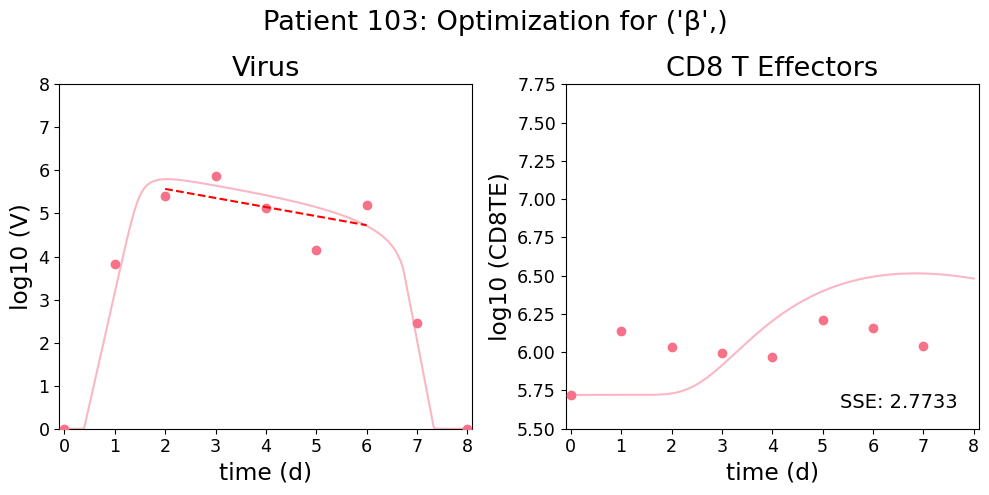 Patient 103: Optimization for ('β',)
Virus
CD8 T Effectors
8
7
6
5
4
3
2
1
0
log10 (V)
0 1 2 3 4 5 6 7 8
time (d)
7.75
7.50
7.25
7.00
6.75
6.50
6.25
6.00
5.75
5.50
log10 (CD8TE)
SSE: 2.7733
0 1 2 3 4 5 6 7 8
time (d)